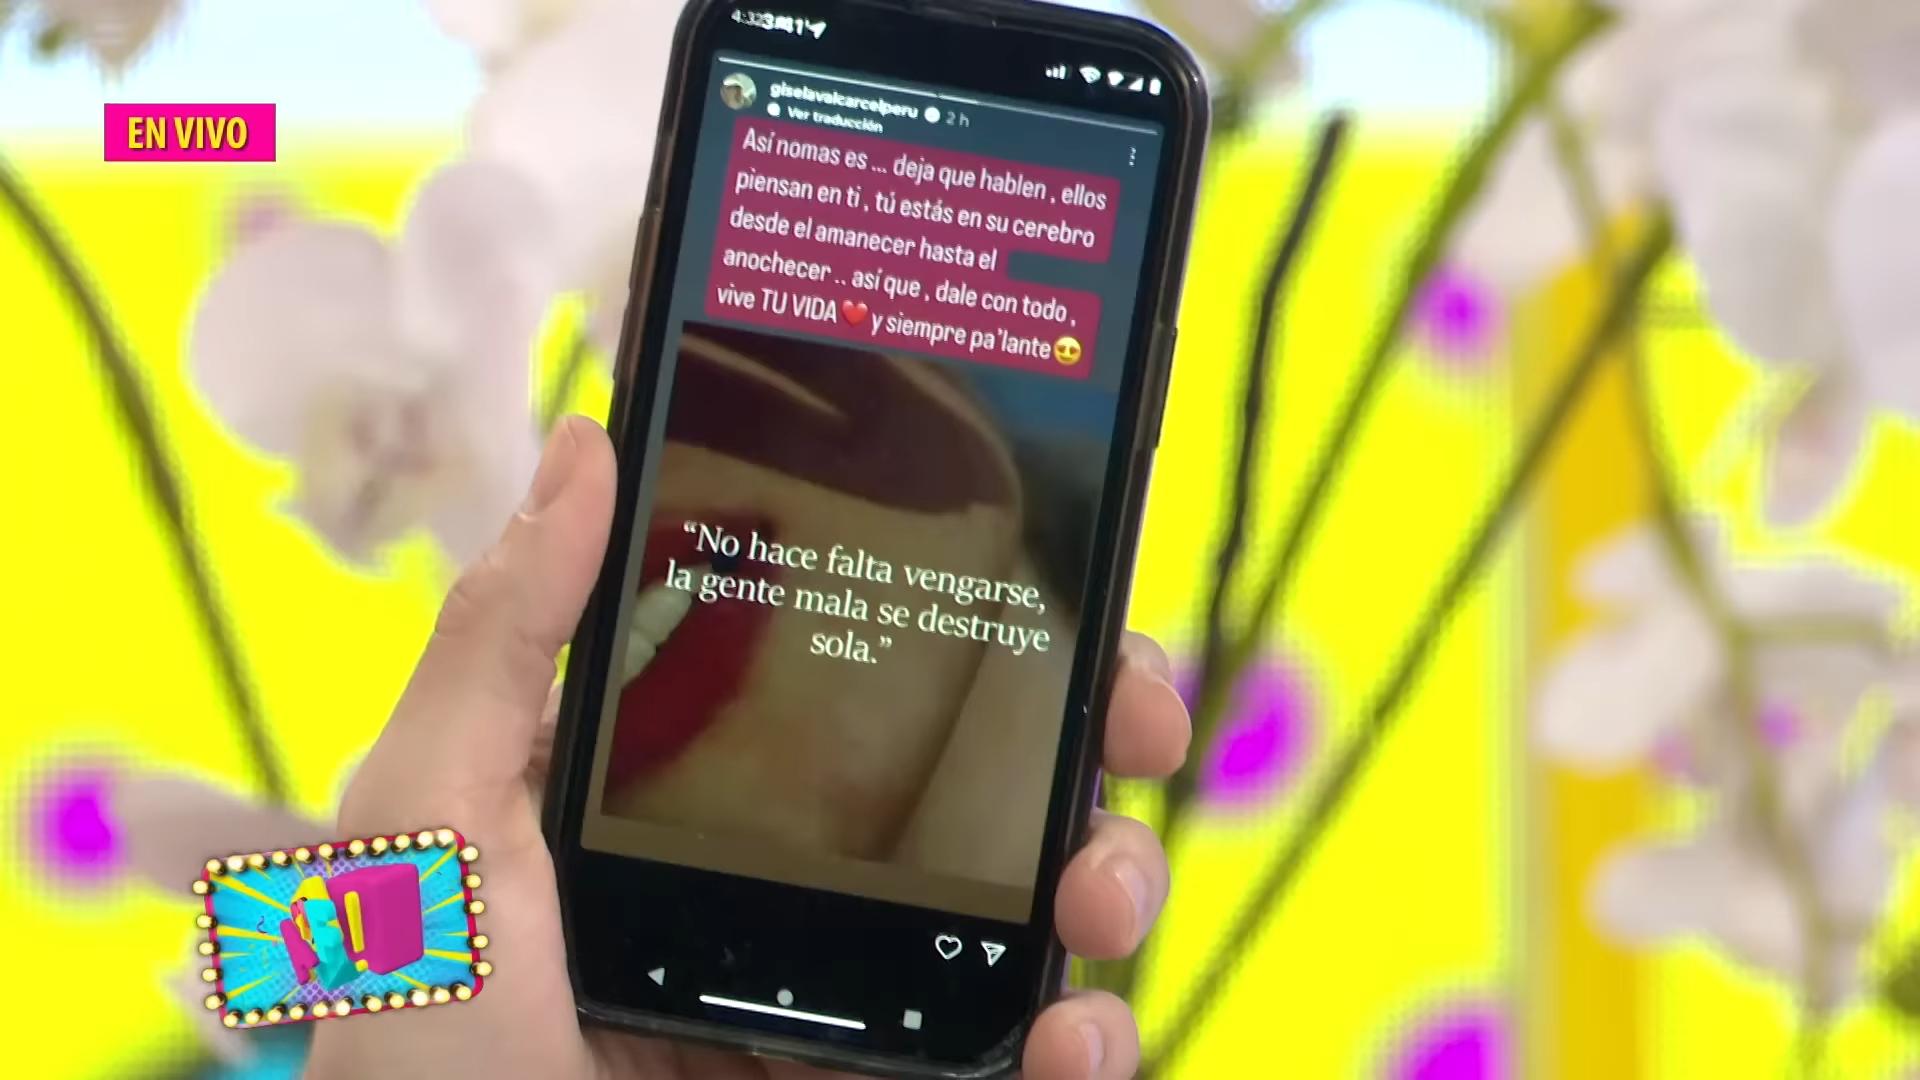 EN VIVO
giselavalcarcelperu 2 h
Ver traducción
Así nomas es ... deja que hablen , ellos
piensan en ti , tú estás en su cerebro
desde el amanecer hasta el
anochecer .. así que , dale con todo ,
vive TU VIDA❤️ y siempre pa'lante😍
“No hace falta vengarse,
la gente mala se destruye
sola.”